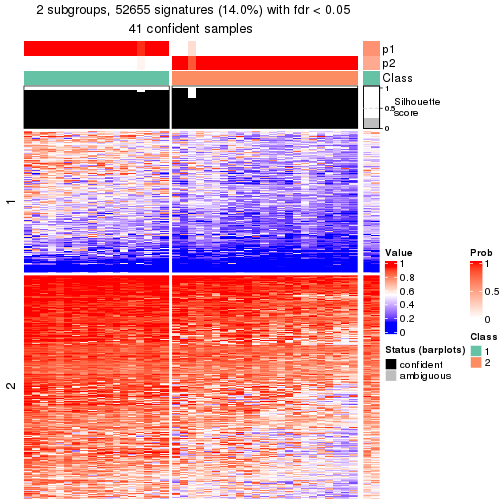 2 subgroups, 52655 signatures (14.0%) with fdr < 0.05
41 confident samples
p1
p2
Class
1
0.5
0
Silhouette
score
1
2
Value
1
0.8
0.6
0.4
0.2
0
Prob
1
0.5
0
Status (barplots)
confident
ambiguous
Class
1
2